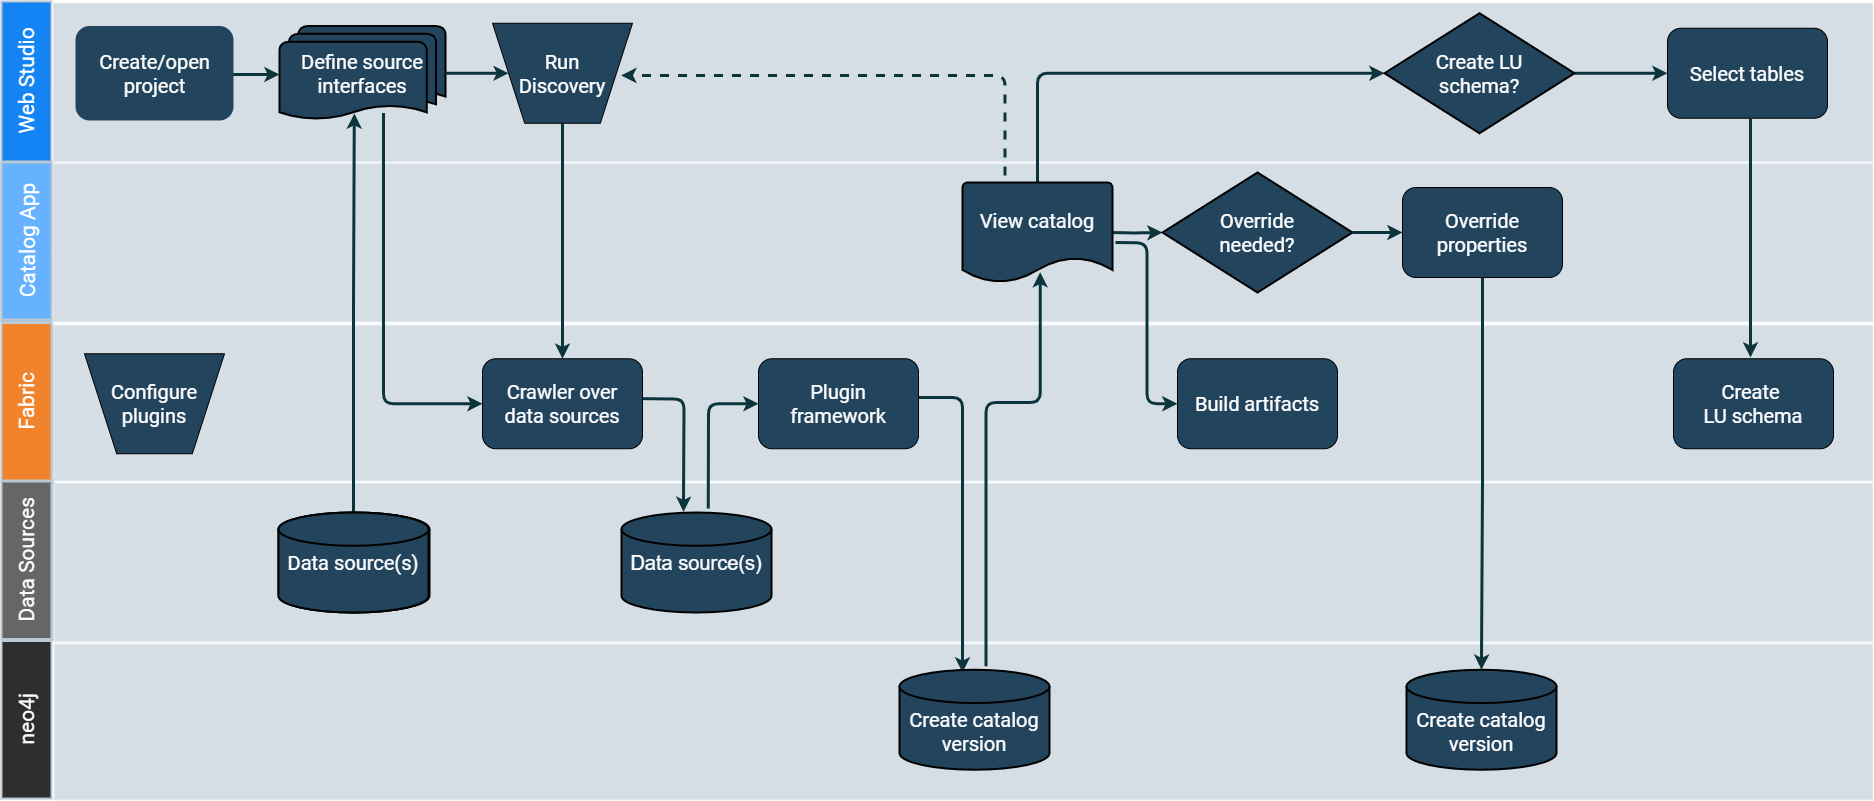 Web Studio
Create/open
project
Define source
interfaces
Run
Discovery
Create LU
schema?
Select tables
Catalog App
View catalog
Override
needed?
Override
properties
Fabric
Configure
plugins
Crawler over
data sources
Plugin
framework
Build artifacts
Create
LU schema
Data Sources
Data source(s)
Data source(s)
neo4j
Create catalog
version
Create catalog
version